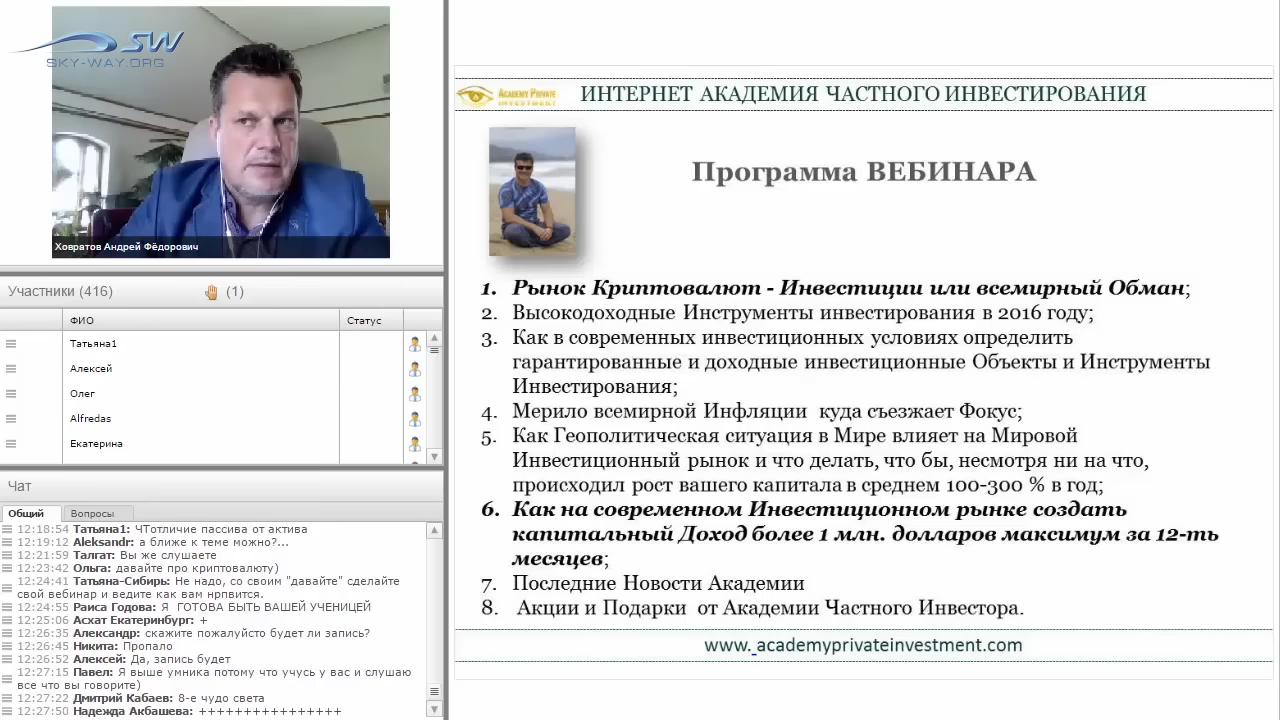 SW
SKY-WAY.ORG
Ховратов Андрей Фёдорович
Участники (416)
(1)
ФИО
Статус
Татьяна1
Алексей
Олег
Alfredas
Екатерина
Чат
Общий
Вопросы
12:18:54 Татьяна1: ЧТотличие пассива от актива
12:19:12 Aleksandr: а ближе к теме можно?...
12:21:59 Талгат: Вы же слушаете
12:23:42 Ольга: давайте про криптовалюту)
12:24:41 Татьяна-Сибирь: Не надо, со своим "давайте" сделайте
свой вебинар и ведите как вам нрпвится.
12:24:55 Раиса Годова: Я ГОТОВА БЫТЬ ВАШЕЙ УЧЕНИЦЕЙ
12:25:06 Асхат Екатеринбург: +
12:26:35 Александр: скажите пожалуйсто будет ли запись?
12:26:45 Никита: Пропало
12:26:52 Алексей: Да, запись будет
12:27:15 Павел: Я выше умника потому что учусь у вас и слушаю
все что вы говорите)
12:27:22 Дмитрий Кабаев: 8-е чудо света
12:27:50 Надежда Акбашева: ++++++++++++++++
ACADEMY PRIVATE
INVESTMENT
ИНТЕРНЕТ АКАДЕМИЯ ЧАСТНОГО ИНВЕСТИРОВАНИЯ
Программа ВЕБИНАРА
1. Рынок Криптовалют - Инвестиции или всемирный Обман;
2. Высокодоходные Инструменты инвестирования в 2016 году;
3. Как в современных инвестиционных условиях определить
гарантированные и доходные инвестиционные Объекты и Инструменты
Инвестирования;
4. Мерило всемирной Инфляции куда съезжает Фокус;
5. Как Геополитическая ситуация в Мире влияет на Мировой
Инвестиционный рынок и что делать, что бы, несмотря ни на что,
происходил рост вашего капитала в среднем 100-300 % в год;
6. Как на современном Инвестиционном рынке создать
капитальный Доход более 1 млн. долларов максимум за 12-ть
месяцев;
7. Последние Новости Академии
8. Акции и Подарки от Академии Частного Инвестора.
www. academyprivateinvestment.com